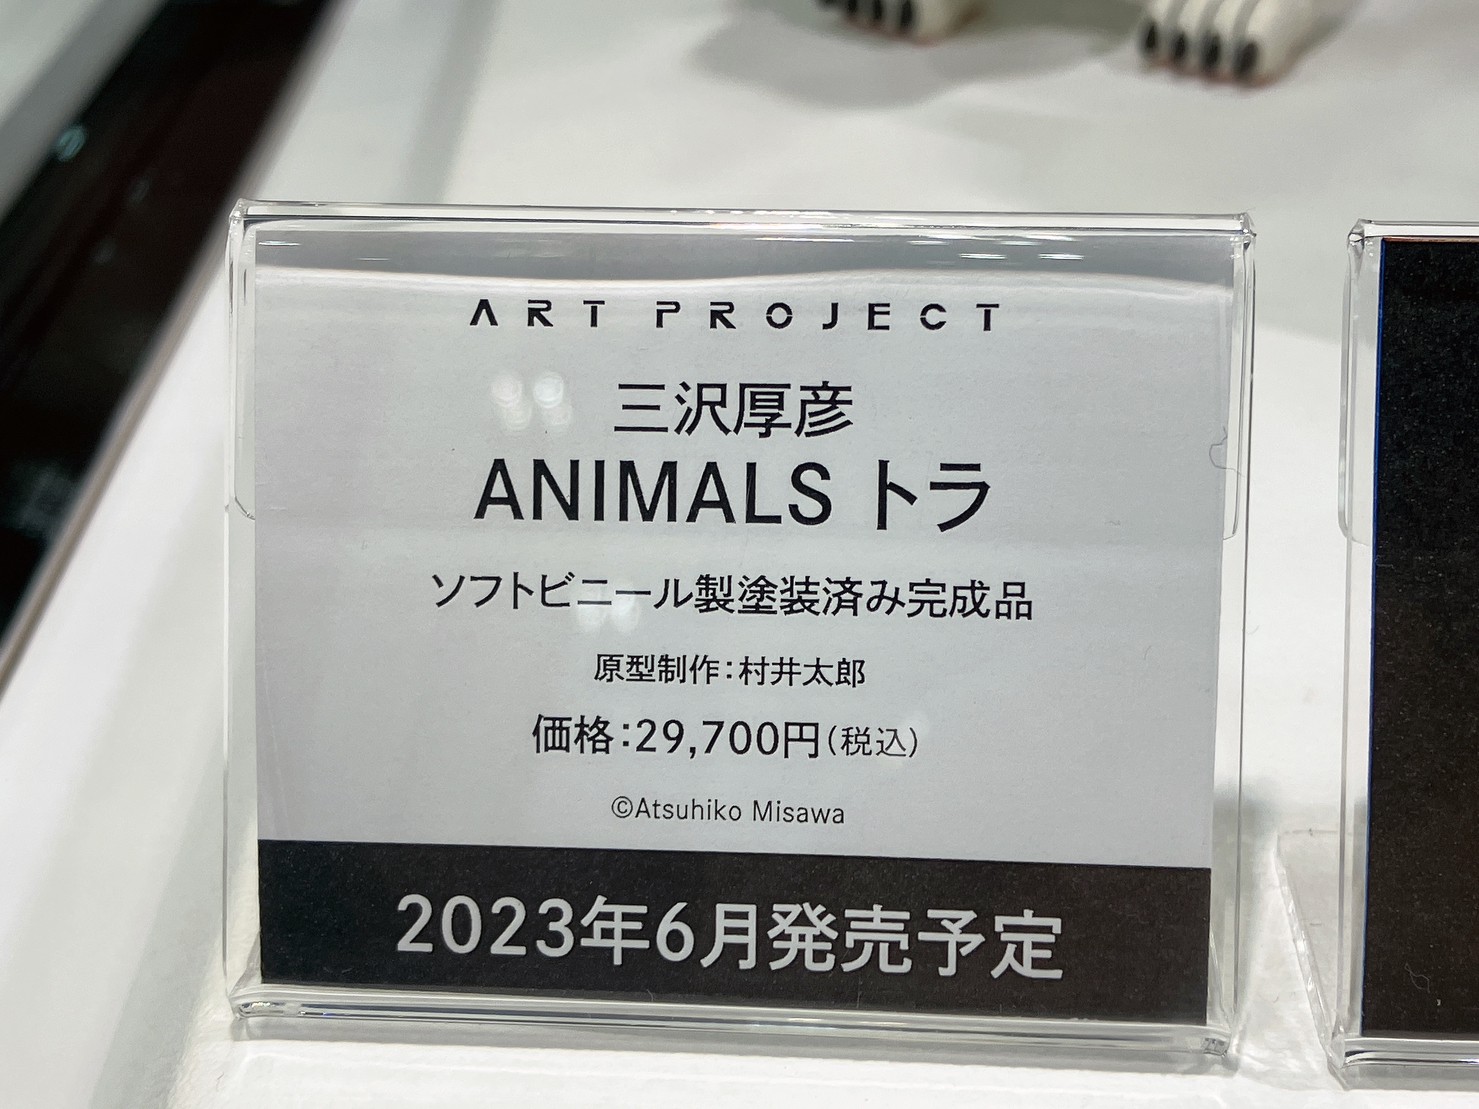 ART PROJECT
三沢厚彦
ANIMALS トラ
ソフトビニール製塗装済み完成品
原型制作：村井太郎
価格：29,700円（税込）
©Atsuhiko Misawa
2023年6月発売予定